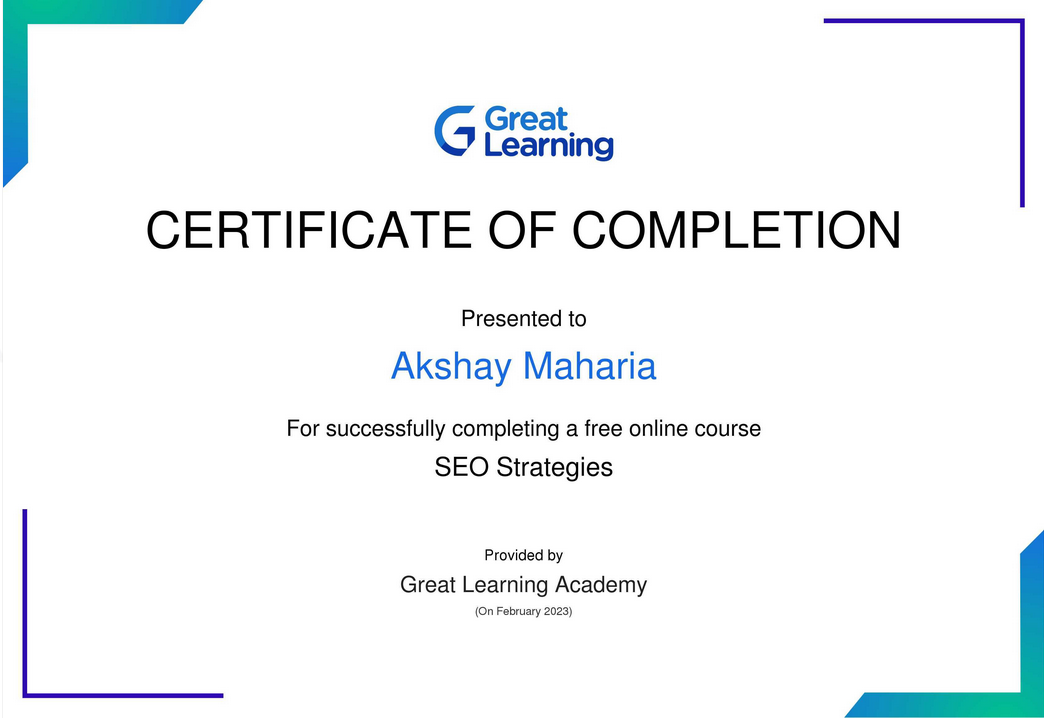 Great
Learning
CERTIFICATE OF COMPLETION
Presented to
Akshay Maharia
For successfully completing a free online course
SEO Strategies
Provided by
Great Learning Academy
(On February 2023)